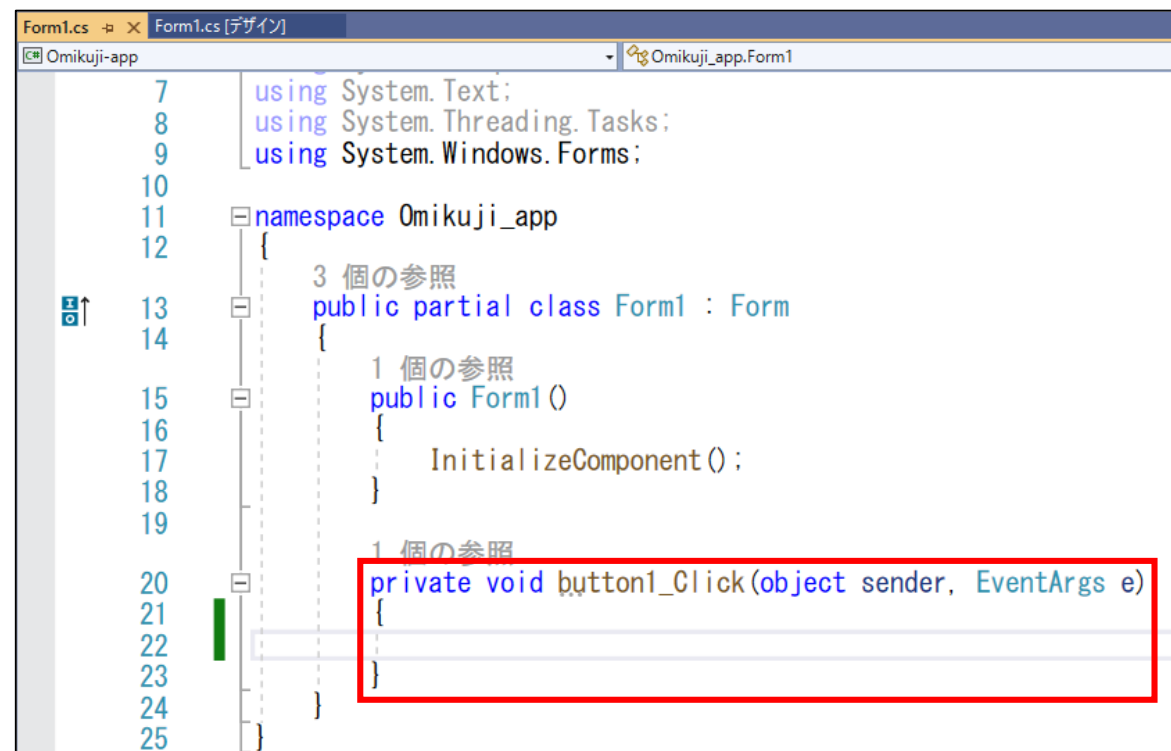 Form1.cs Form1.cs [デザイン]
C# Omikuji-app Omikuji_app.Form1
7 using System.Text;
8 using System.Threading.Tasks;
9 using System.Windows.Forms;
10
11 namespace Omikuji_app
12 {
3 個の参照
13 public partial class Form1 : Form
14 {
1 個の参照
15 public Form1()
16 {
17 InitializeComponent();
18 }
19
1 個の参照
20 private void button1_Click(object sender, EventArgs e)
21 {
22
23 }
24 }
25 }